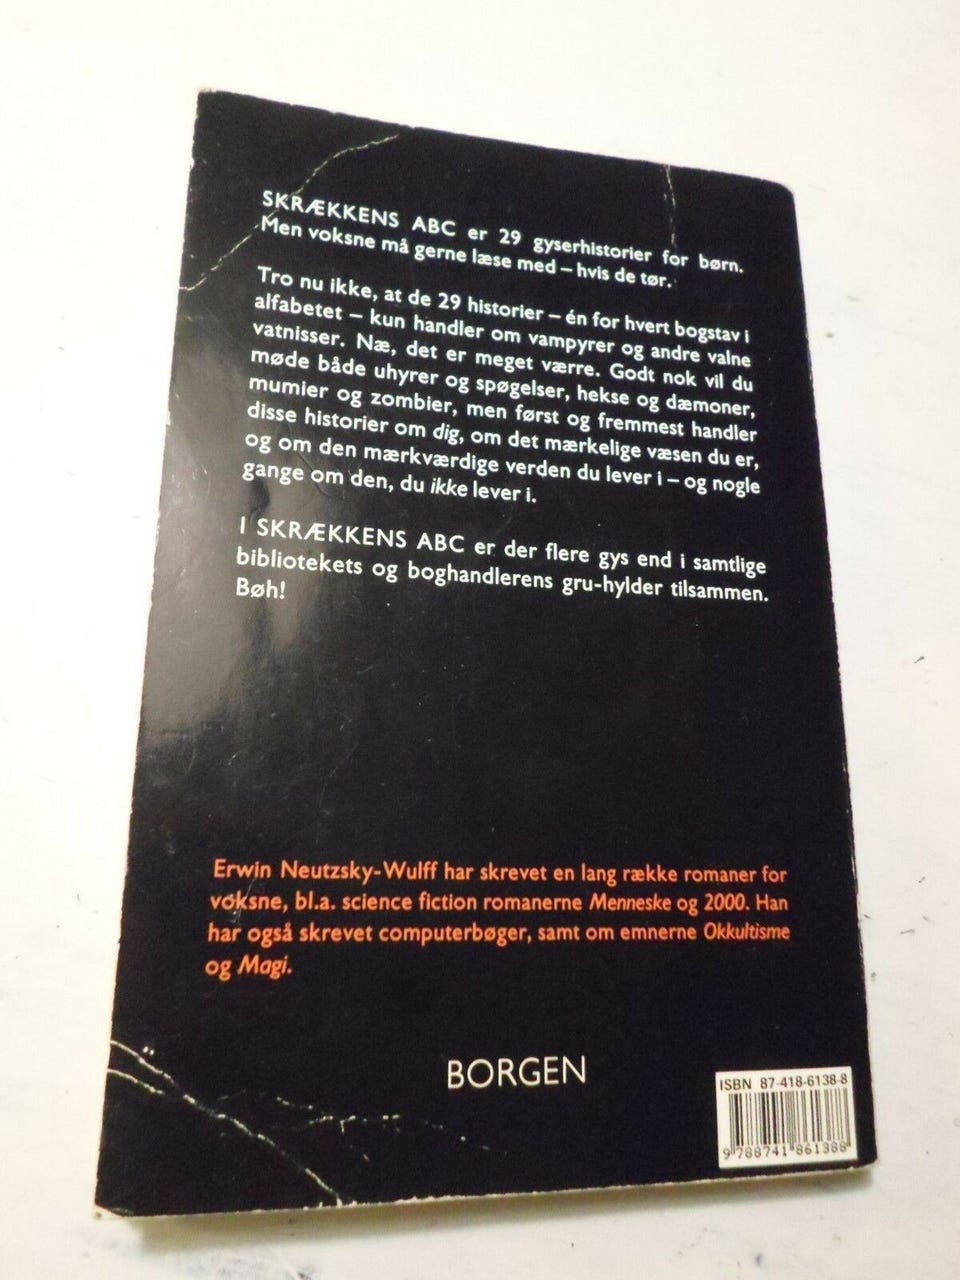 SKRÆKKENS ABC er 29 gyserhistorier for børn.
Men voksne må gerne læse med – hvis de tør.
Tro nu ikke, at de 29 historier – én for hvert bogstav i
alfabetet – kun handler om vampyrer og andre valne
vatnisser. Næ, det er meget værre. Godt nok vil du
møde både uhyrer og spøgelser, hekse og dæmoner,
mumier og zombier, men først og fremmest handler
disse historier om dig, om det mærkelige væsen du er,
og om den mærkværdige verden du lever i – og nogle
gange om den, du ikke lever i.
I SKRÆKKENS ABC er der flere gys end i samtlige
bibliotekets og boghandlerens gru-hylder tilsammen.
Bøh!
Erwin Neutzsky-Wulff har skrevet en lang række romaner for
voksne, bl.a. science fiction romanerne Menneske og 2000. Han
har også skrevet computerbøger, samt om emnerne Okkultisme
og Magi.
BORGEN
ISBN 87-418-6138-8
9 788741 861388